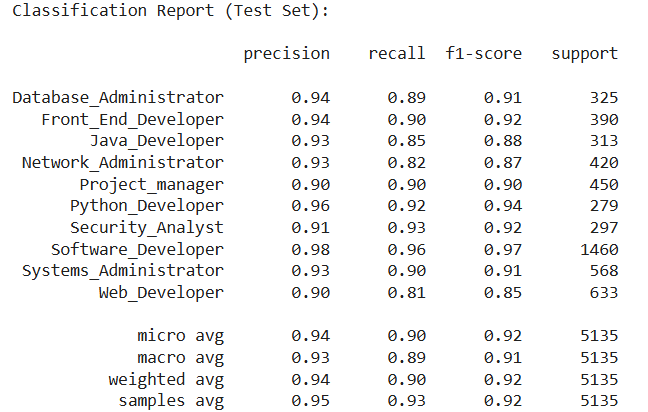 Classification Report (Test Set):
precision recall f1-score support
Database_Administrator 0.94 0.89 0.91 325
Front_End_Developer 0.94 0.90 0.92 390
Java_Developer 0.93 0.85 0.88 313
Network_Administrator 0.93 0.82 0.87 420
Project_manager 0.90 0.90 0.90 450
Python_Developer 0.96 0.92 0.94 279
Security_Analyst 0.91 0.93 0.92 297
Software_Developer 0.98 0.96 0.97 1460
Systems_Administrator 0.93 0.90 0.91 568
Web_Developer 0.90 0.81 0.85 633
micro avg 0.94 0.90 0.92 5135
macro avg 0.93 0.89 0.91 5135
weighted avg 0.94 0.90 0.92 5135
samples avg 0.95 0.93 0.92 5135